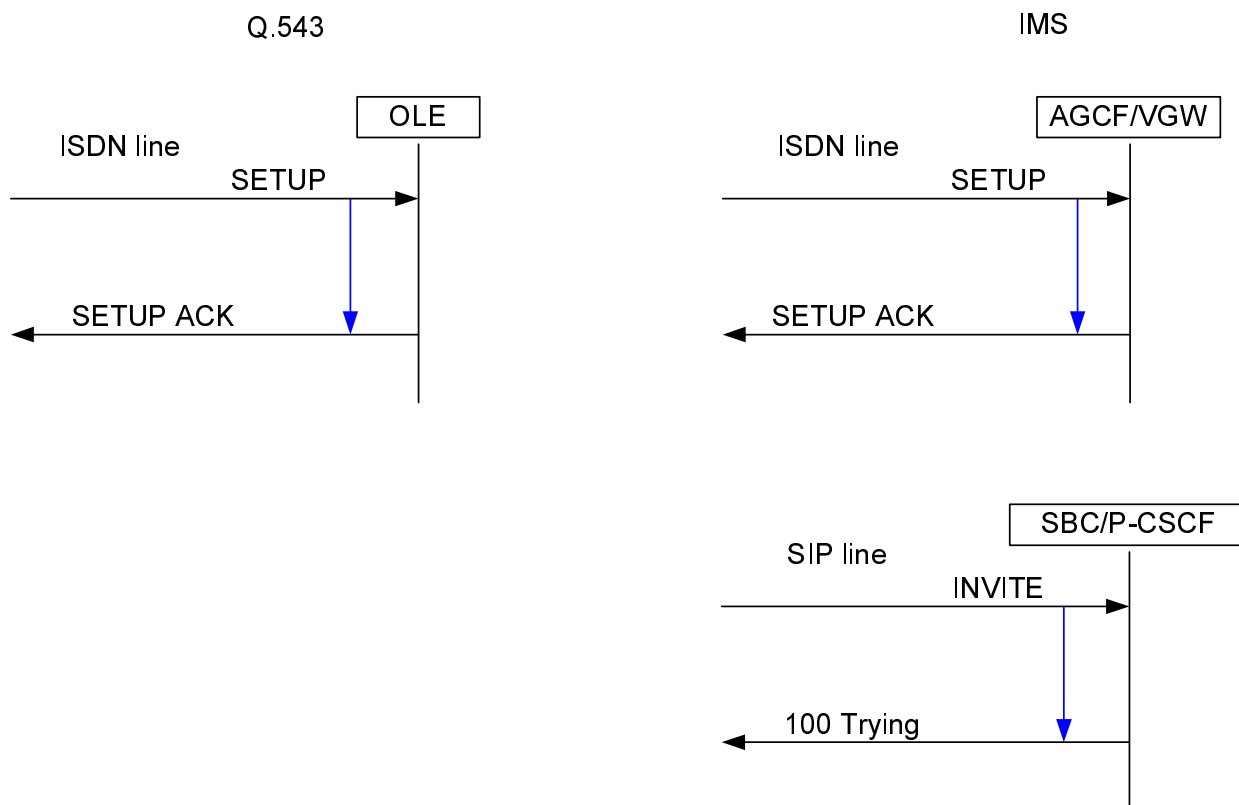 Q.543
IMS
OLE
AGCF/VGW
ISDN line
ISDN line
SETUP
SETUP
SETUP ACK
SETUP ACK
SBC/P-CSCF
SIP line
INVITE
100 Trying